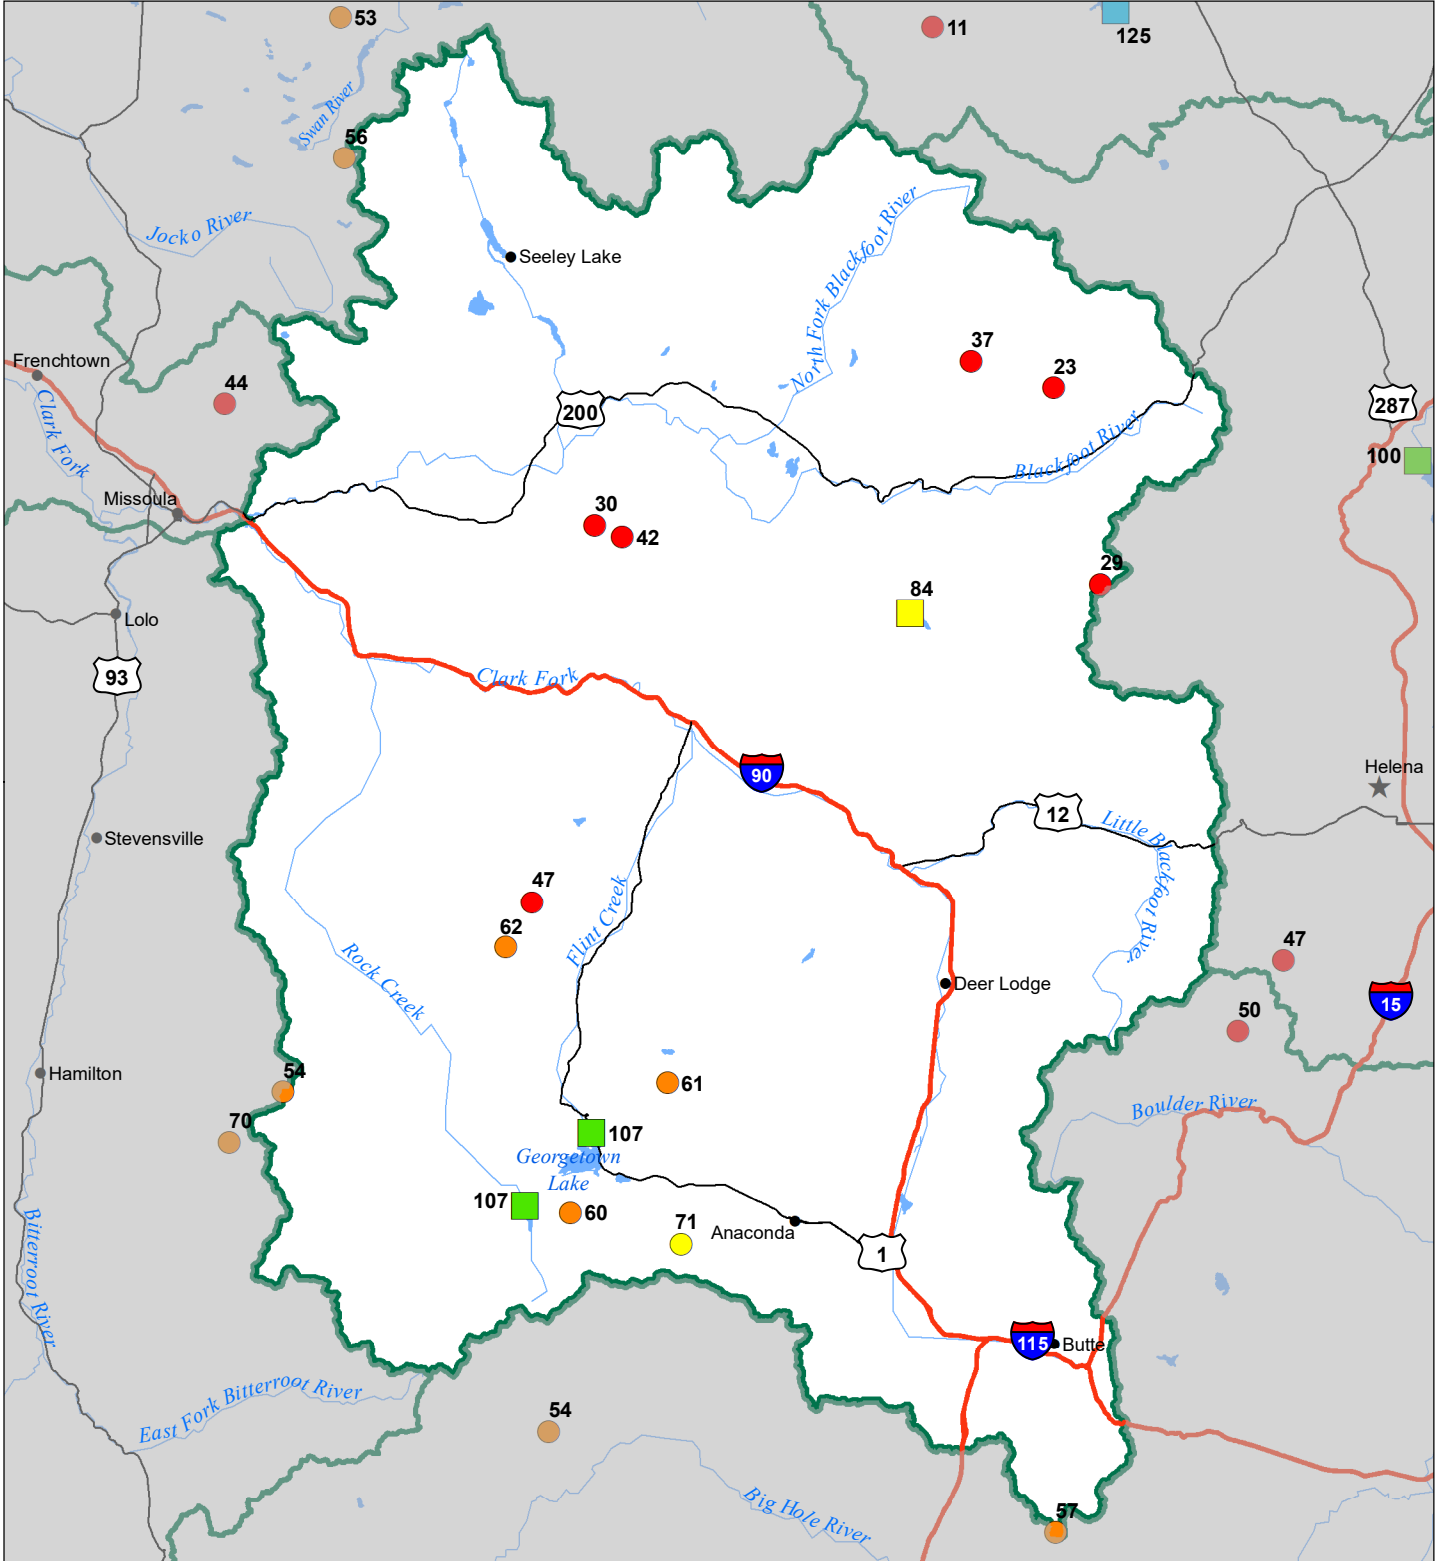 53
11
125
Swan River
56
Jocko River
North Fork Blackfoot River
Seeley Lake
37
23
Frenchtown
44
200
287
Clark Fork
Blackfoot River
100
Missoula
30
42
29
84
Lolo
93
Clark Fork
90
Helena
12
Little Blackfoot River
Stevensville
47
Flint Creek
62
Rock Creek
47
Deer Lodge
15
50
Hamilton
54
61
70
Boulder River
107
Georgetown
Lake
107
60
71
Anaconda
1
Bitterroot River
115
Butte
East Fork Bitterroot River
54
Big Hole River
57